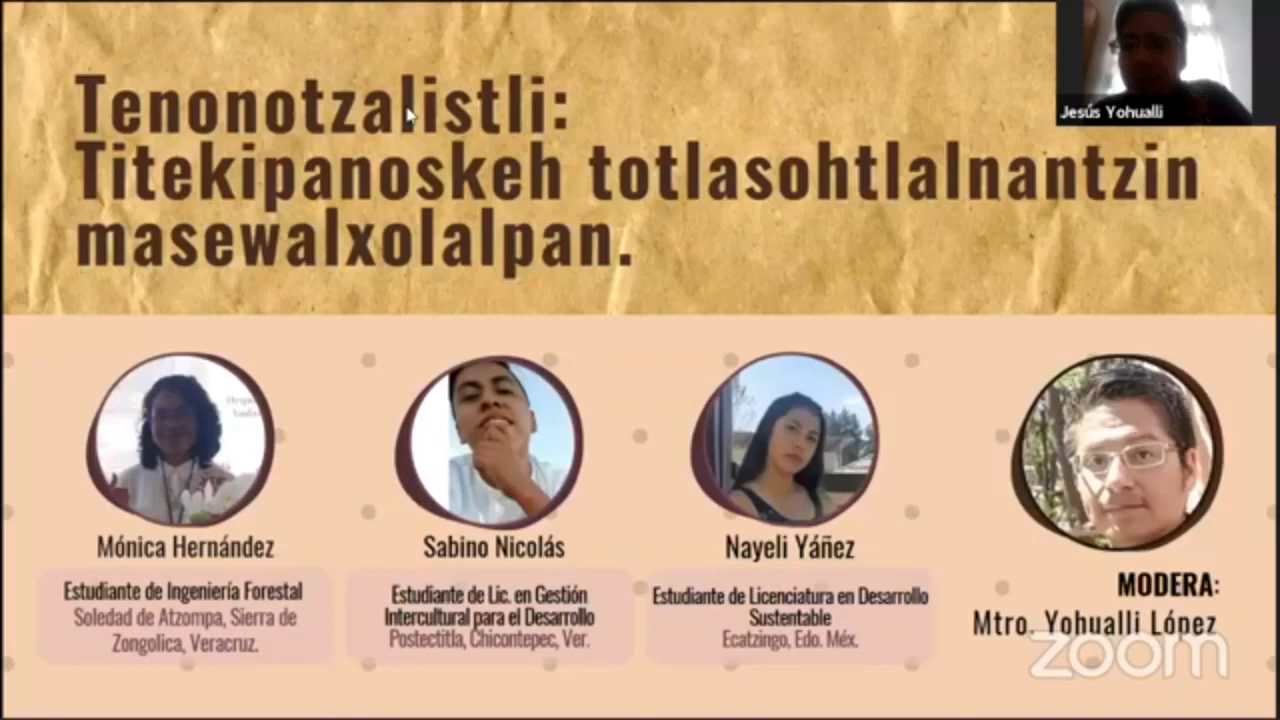 Tenonotzalistli:
Titekipanoskeh totlasohtlalnantzin
masewalxolalpan.
Jesús Yohualli
Mónica Hernández
Estudiante de Ingeniería Forestal
Soledad de Atzompa, Sierra de
Zongolica, Veracruz.
Sabino Nicolás
Estudiante de Lic. en Gestión
Intercultural para el Desarrollo
Postectitla, Chicontepec, Ver.
Nayeli Yáñez
Estudiante de Licenciatura en Desarrollo
Sustentable
Ecatzingo, Edo. Méx.
MODERA:
Mtro. Yohualli López
zoom